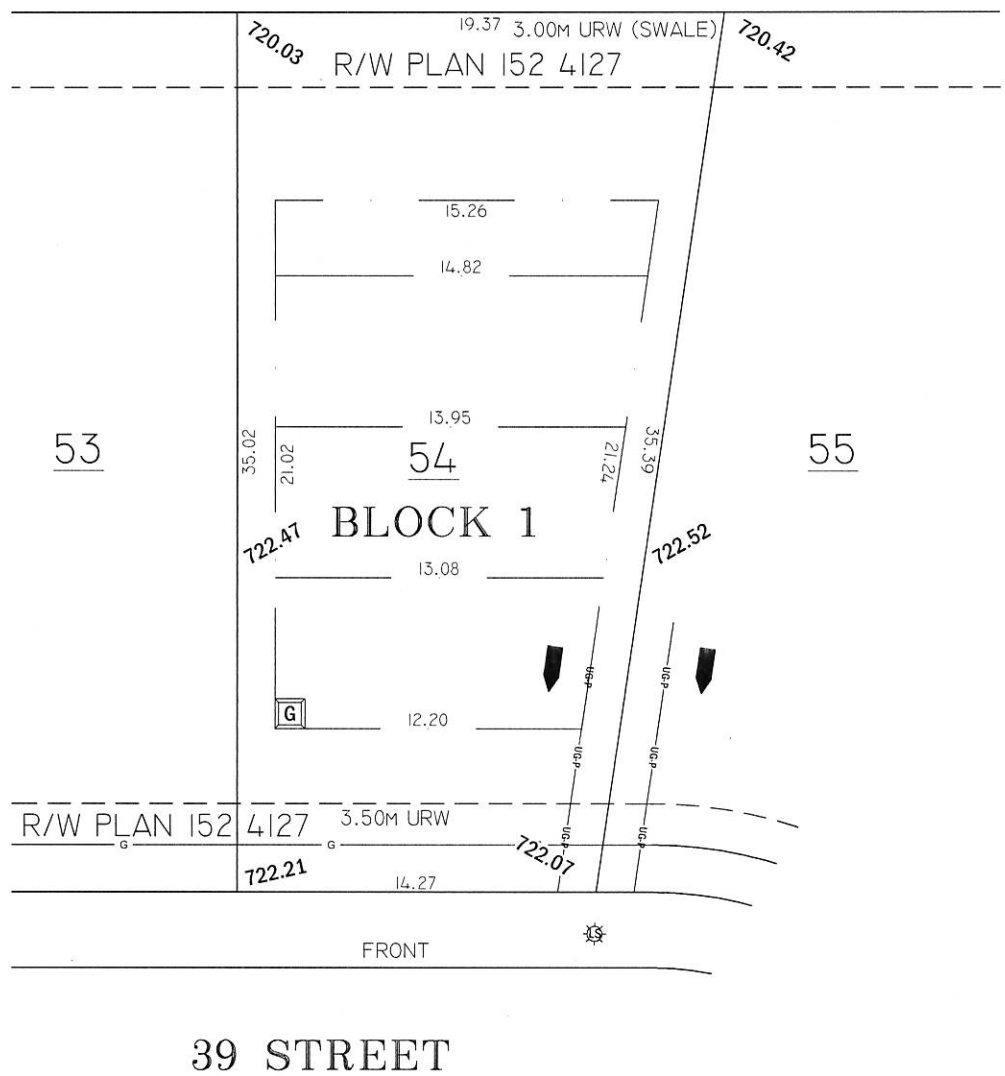 19.37 3.00M URW (SWALE)
720.03
720.42
R/W PLAN 152 4127
15.26
14.82
13.95
53
35.02
21.02
54
21.24
35.39
55
BLOCK 1
722.47
722.52
13.08
UG-P
UG-P
G
12.20
UG-P
UG-P
R/W PLAN 152 4127
3.50M URW
G
G
UG-P
UG-P
722.07
722.21
14.27
LS
FRONT
39 STREET